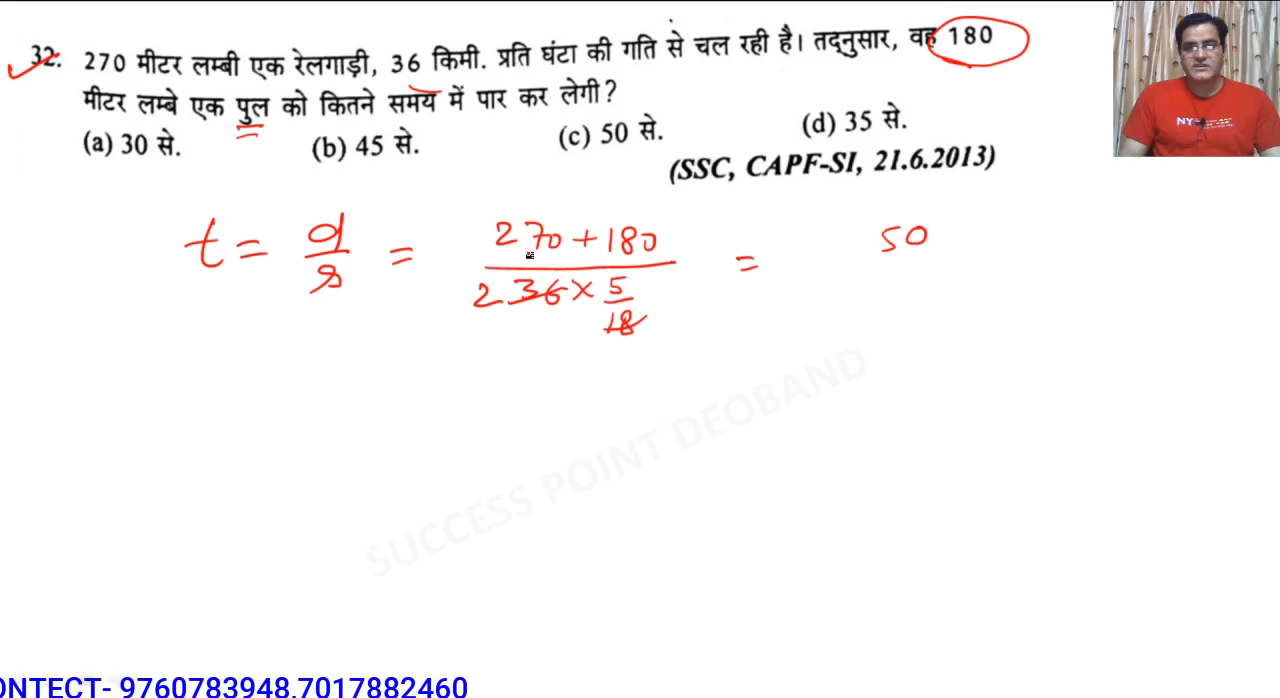 32. 270 मीटर लम्बी एक रेलगाड़ी, 36 किमी. प्रति घंटा की गति से चल रही है। तद्नुसार, वह 180
मीटर लम्बे एक पुल को कितने समय में पार कर लेगी?
(a) 30 से. (b) 45 से. (c) 50 से. (d) 35 से.
(SSC, CAPF-SI, 21.6.2013)
t = d/s = 270+180 / 2 36 × 5/18 = 50
SUCCESS POINT DEOBAND
ONTECT- 9760783948,7017882460